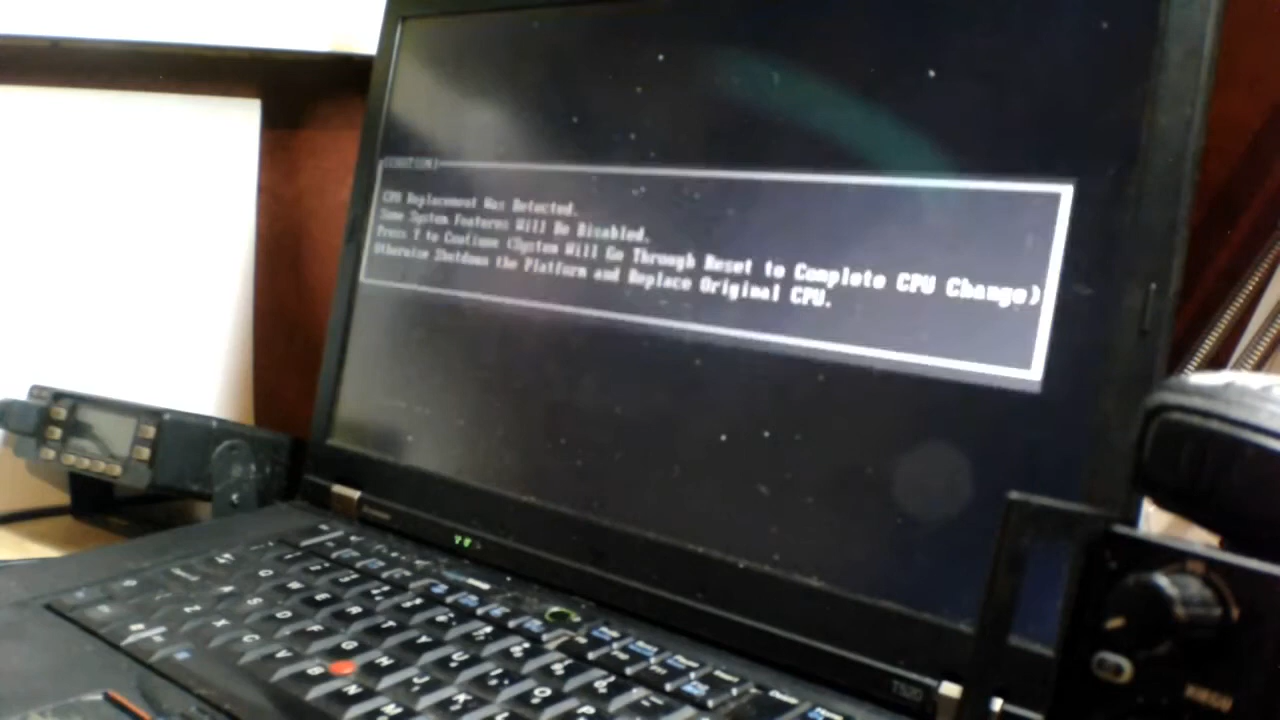 CPU Replacement Was Detected.
Some System Features Will Be Disabled.
Press Y to Continue (System Will Go Through Reset to Complete CPU Change)
Otherwise Shutdown the Platform and Replace Original CPU.
T520